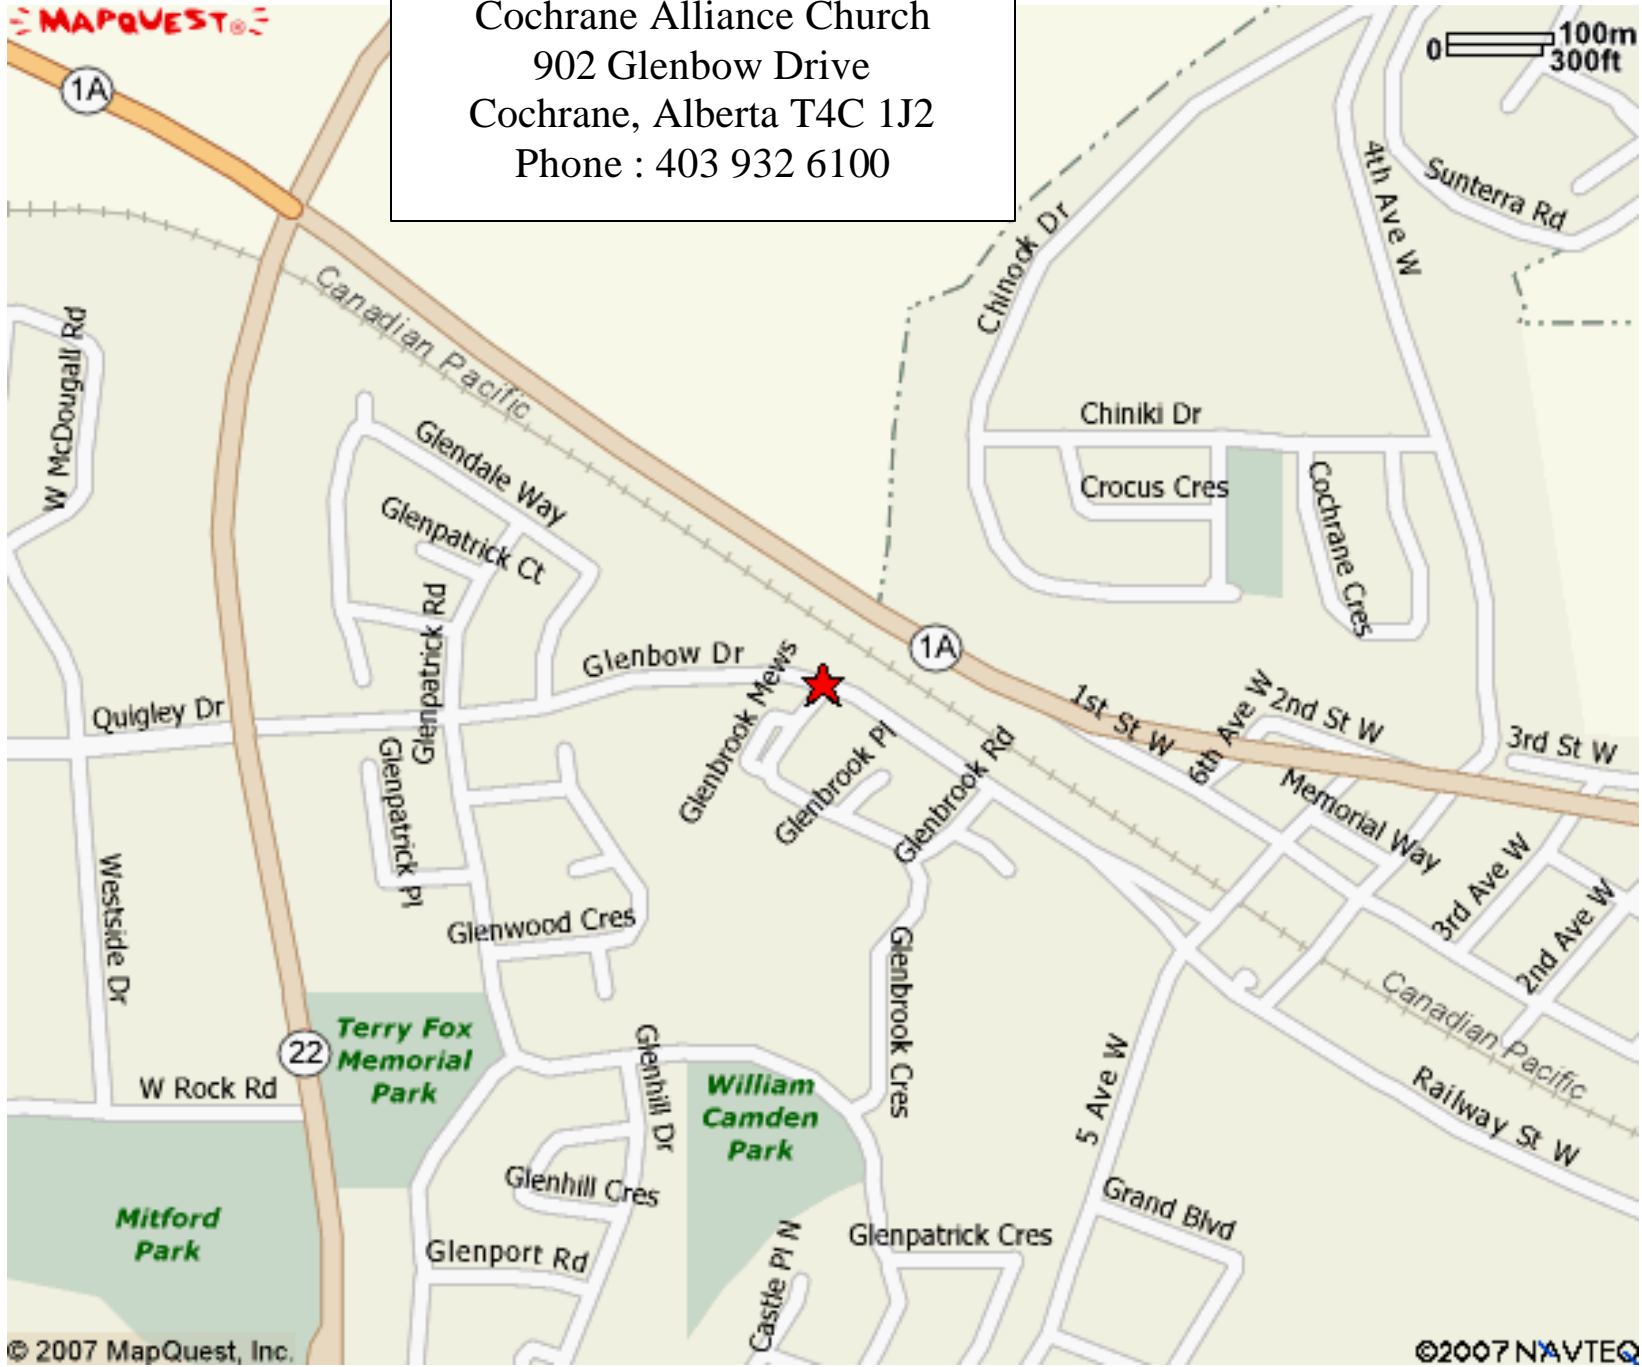 MAPQUEST®
Cochrane Alliance Church
902 Glenbow Drive
Cochrane, Alberta T4C 1J2
Phone : 403 932 6100
0 100m
300ft
1A
4th Ave W
Sunterra Rd
Chinook Dr
Canadian Pacific
W McDougall Rd
Chiniki Dr
Glendale Way
Crocus Cres
Cochrane Cres
Glenpatrick Ct
Glenpatrick Rd
Glenbow Dr
Glenbrook Mews
1A
1st St W
6th Ave W
2nd St W
3rd St W
Quigley Dr
Glenbrook Pl
Glenbrook Rd
Glenpatrick Pl
Memorial Way
Westside Dr
3rd Ave W
2nd Ave W
Glenwood Cres
Glenbrook Cres
Canadian Pacific
22
Terry Fox
Memorial
Park
Glenhill Dr
5 Ave W
W Rock Rd
William
Camden
Park
Railway St W
Mitford
Park
Glenhill Cres
Grand Blvd
Glenport Rd
Castle Pl N
Glenpatrick Cres
© 2007 MapQuest, Inc.
©2007 NAVTEQ